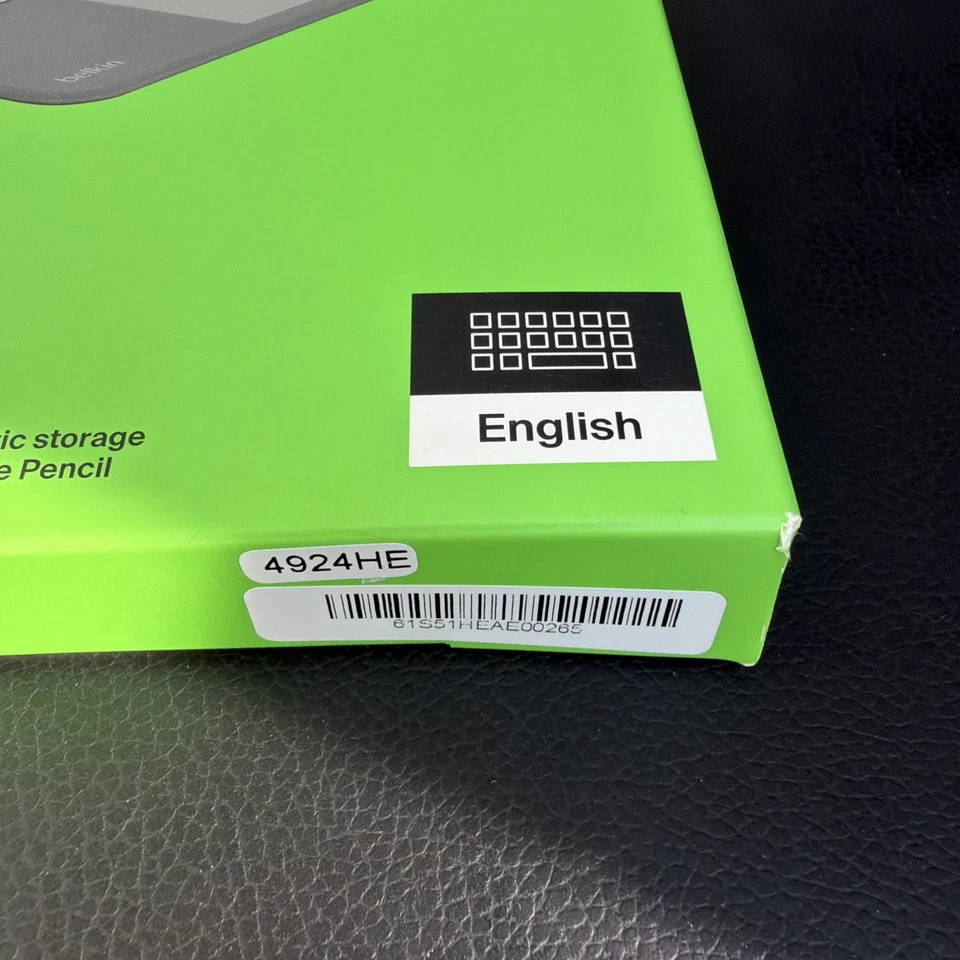 belkin
ic storage
e Pencil
English
4924HE
61S51HEAE00265